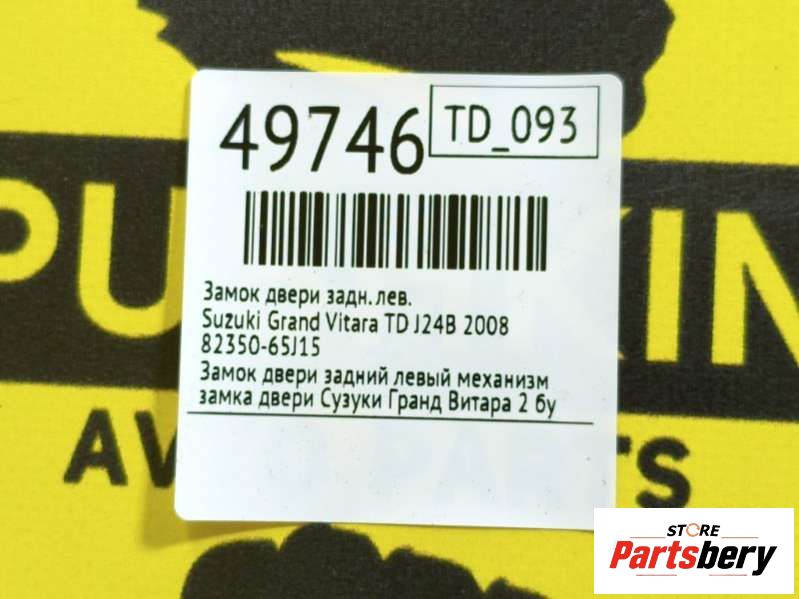 49746
TD_093
Замок двери задн. лев.
Suzuki Grand Vitara TD J24B 2008
82350-65J15
Замок двери задний левый механизм
замка двери Сузуки Гранд Витара 2 бу
STORE
Partsbery